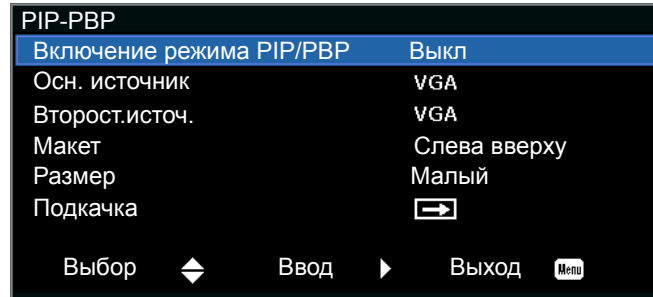 PIP-PBP
Включение режима PIP/PBP Выкл
Осн. источник VGA
Второст.источ. VGA
Макет Слева вверху
Размер Малый
Подкачка
Выбор Ввод Выход Menu